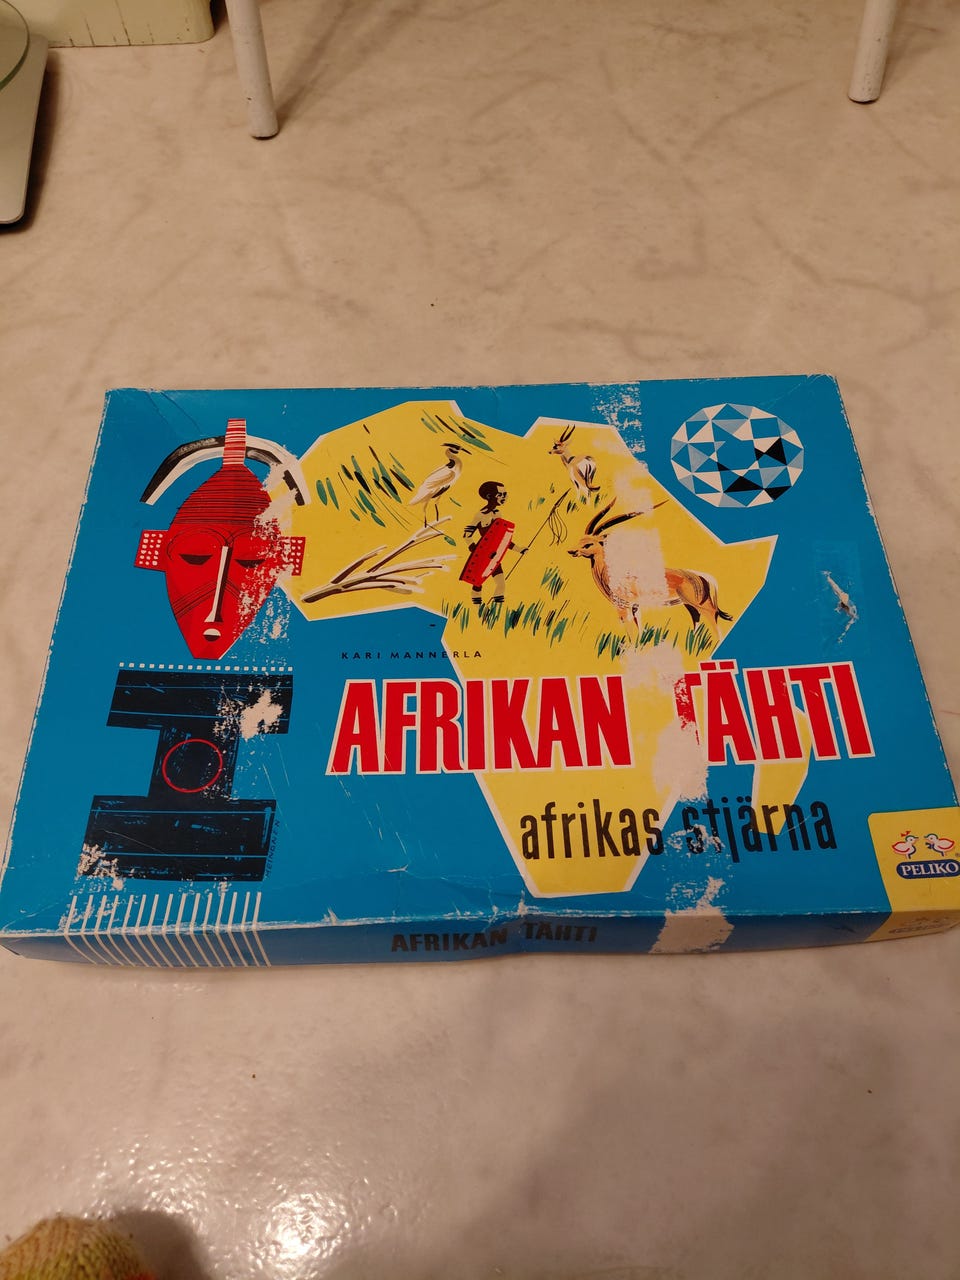 KARI MANNERLA
AFRIKAN TÄHTI
afrikas stjärna
PELIKO
AFRIKAN TÄHTI